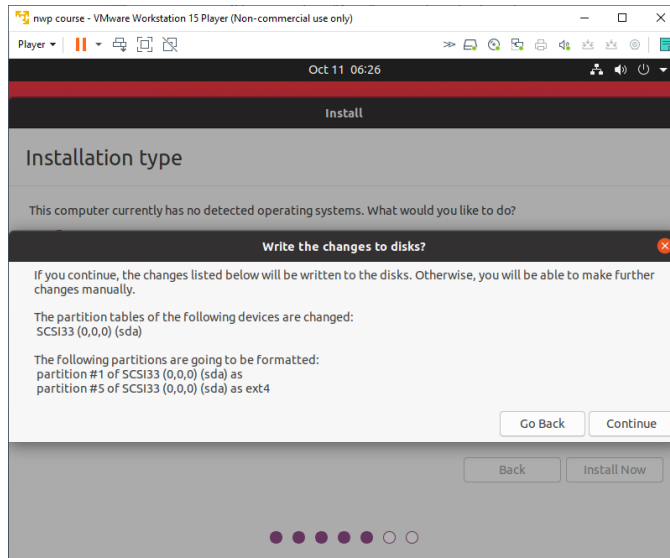 nwp course - VMware Workstation 15 Player (Non-commercial use only)
Player
Oct 11 06:26
Install
Installation type
This computer currently has no detected operating systems. What would you like to do?
Write the changes to disks?
If you continue, the changes listed below will be written to the disks. Otherwise, you will be able to make further
changes manually.
The partition tables of the following devices are changed:
SCSI33 (0,0,0) (sda)
The following partitions are going to be formatted:
partition #1 of SCSI33 (0,0,0) (sda) as
partition #5 of SCSI33 (0,0,0) (sda) as ext4
Go Back Continue
Back Install Now